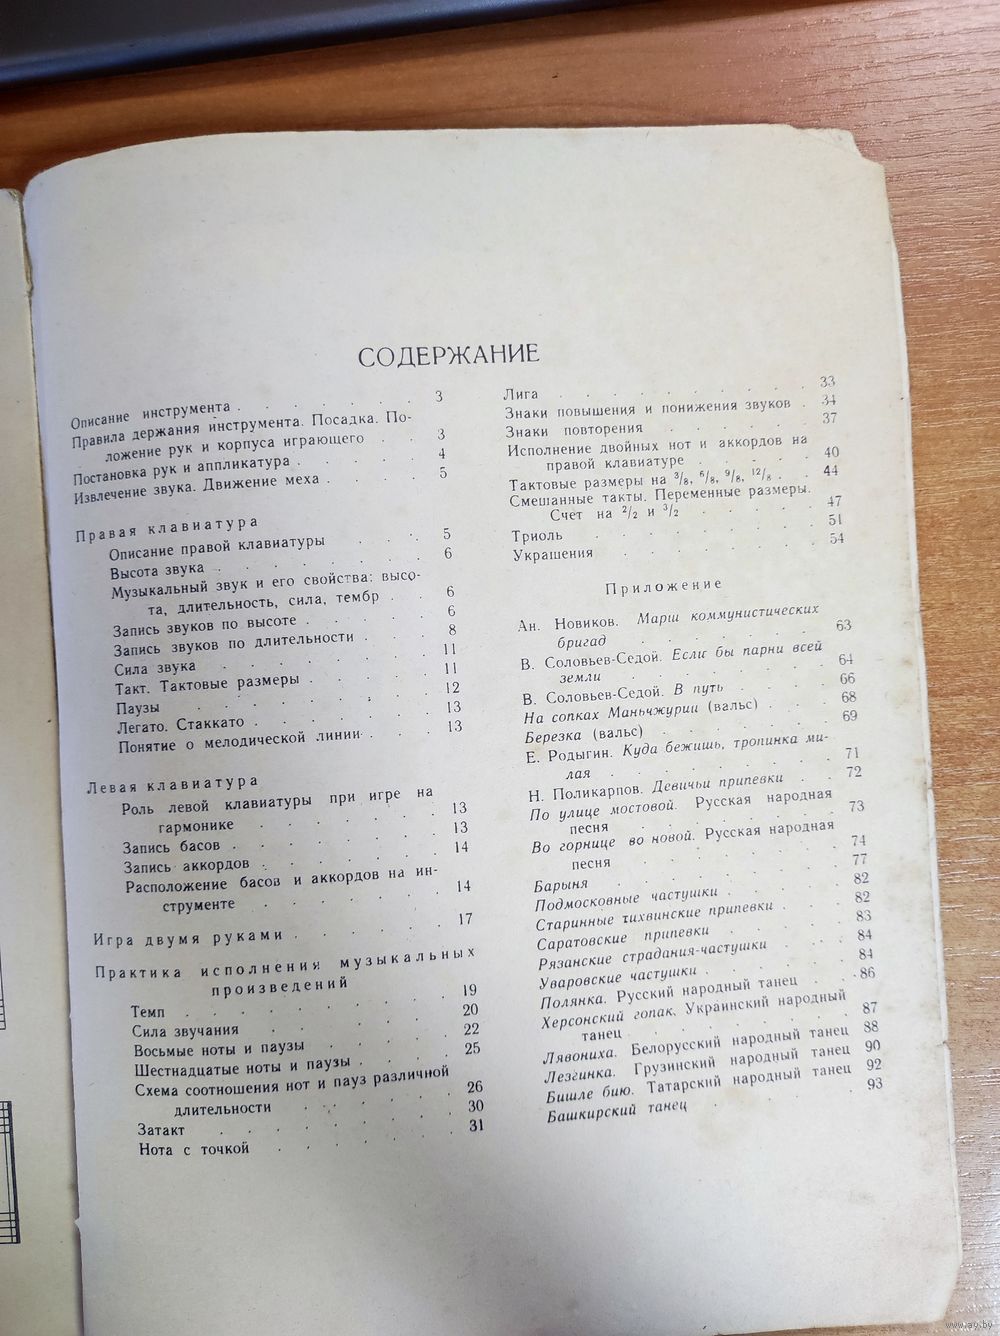 СОДЕРЖАНИЕ
Описание инструмента . . . . . . 3
Правила держания инструмента. Посадка. По-
ложение рук и корпуса играющего . . 3
Постановка рук и аппликатура . . . . 4
Извлечение звука. Движение меха . . . . 5
Правая клавиатура
Описание правой клавиатуры . . . 5
Высота звука . . . . . . . 6
Музыкальный звук и его свойства: высо-
та, длительность, сила, тембр . . 6
Запись звуков по высоте . . . . 6
Запись звуков по длительности . . . 8
Сила звука . . . . . . . 11
Такт. Тактовые размеры . . . . 11
Паузы . . . . . . . . 12
Легато. Стаккато . . . . . . 13
Понятие о мелодической линии . . . 13
Левая клавиатура
Роль левой клавиатуры при игре на
гармонике . . . . . . 13
Запись басов . . . . . . . 13
Запись аккордов . . . . . . 14
Расположение басов и аккордов на ин-
струменте . . . . . . 14
Игра двумя руками . . . . . 17
Практика исполнения музыкальных
произведений
Темп . . . . . . . . 19
Сила звучания . . . . . . 20
Восьмые ноты и паузы . . . . 22
Шестнадцатые ноты и паузы . . . . 25
Схема соотношения нот и пауз различной
длительности . . . . . 26
Затакт . . . . . . . 30
Нота с точкой . . . . . . 31
Лига . . . . . . . . 33
Знаки повышения и понижения звуков . 34
Знаки повторения . . . . . . 37
Исполнение двойных нот и аккордов на
правой клавиатуре . . . . . 40
Тактовые размеры на 3/8, 6/8, 9/8, 12/8 . . 44
Смешанные такты. Переменные размеры.
Счет на 2/2 и 3/2 . . . . . 47
Триоль . . . . . . . . 51
Украшения . . . . . . . 54
Приложение
Ан. Новиков. Марш коммунистических
бригад . . . . . . . 63
В. Соловьев-Седой. Если бы парни всей
земли . . . . . . . 64
В. Соловьев-Седой. В путь . . . . 66
На сопках Маньчжурии (вальс) . . . 68
Березка (вальс) . . . . . . 69
Е. Родыгин. Куда бежишь, тропинка ми-
лая . . . . . . . 71
Н. Поликарпов. Девичьи припевки . . 72
По улице мостовой. Русская народная
песня . . . . . . . 73
Во горнице во новой. Русская народная
песня . . . . . . . 74
Барыня . . . . . . . . 77
Подмосковные частушки . . . . 82
Старинные тихвинские припевки . . . 82
Саратовские припевки . . . . . 83
Рязанские страдания-частушки . . . 84
Уваровские частушки . . . . . 84
Полянка. Русский народный танец . . . 86
Херсонский гопак. Украинский народный
танец . . . . . . . 87
Лявониха. Белорусский народный танец 88
Лезгинка. Грузинский народный танец 90
Бишле бию. Татарский народный танец 92
Башкирский танец . . . . . 93
www.ay.by